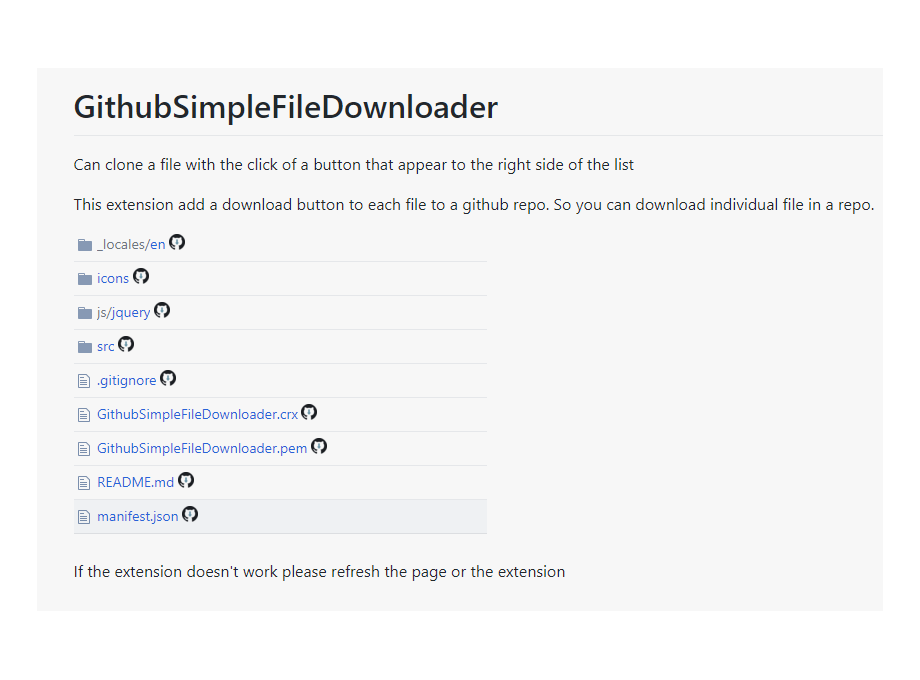 GithubSimpleFileDownloader
Can clone a file with the click of a button that appear to the right side of the list
This extension add a download button to each file to a github repo. So you can download individual file in a repo.
_locales/en
icons
js/jquery
src
.gitignore
GithubSimpleFileDownloader.crx
GithubSimpleFileDownloader.pem
README.md
manifest.json
If the extension doesn't work please refresh the page or the extension